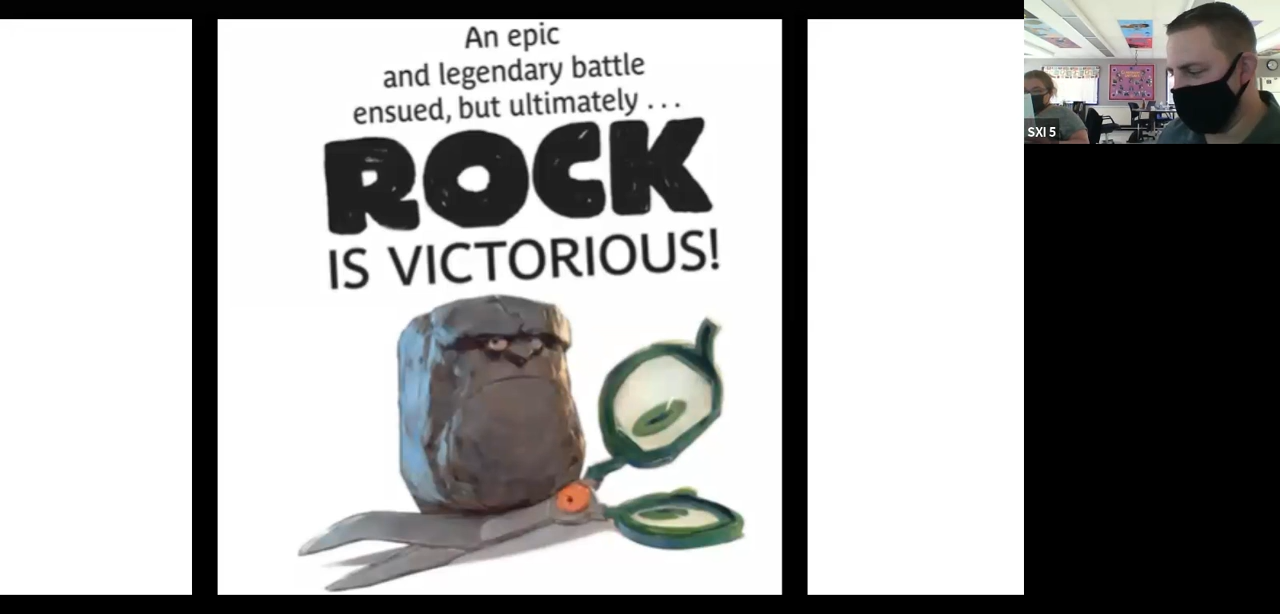 An epic
and legendary battle
ensued, but ultimately . . .
ROCK
IS VICTORIOUS!
SXI 5